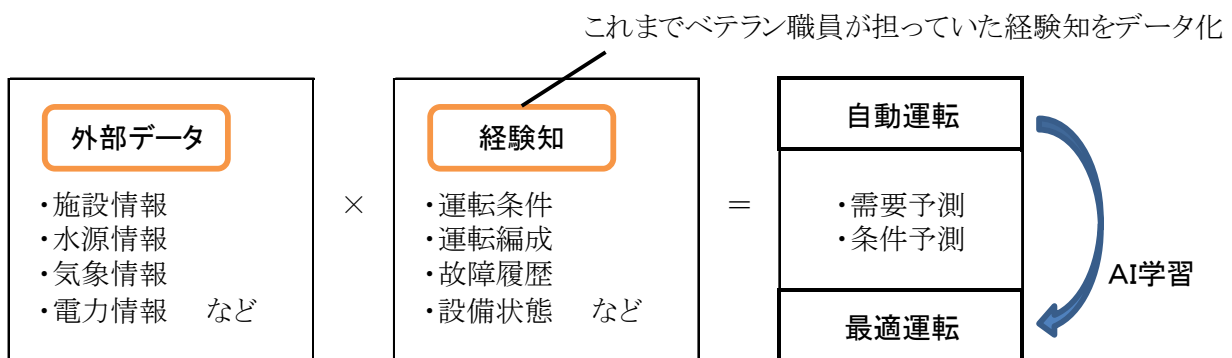 これまでベテラン職員が担っていた経験知をデータ化
外部データ
・施設情報
・水源情報
・気象情報
・電力情報　など
×
経験知
・運転条件
・運転編成
・故障履歴
・設備状態　など
＝
自動運転
・需要予測
・条件予測
最適運転
AI学習